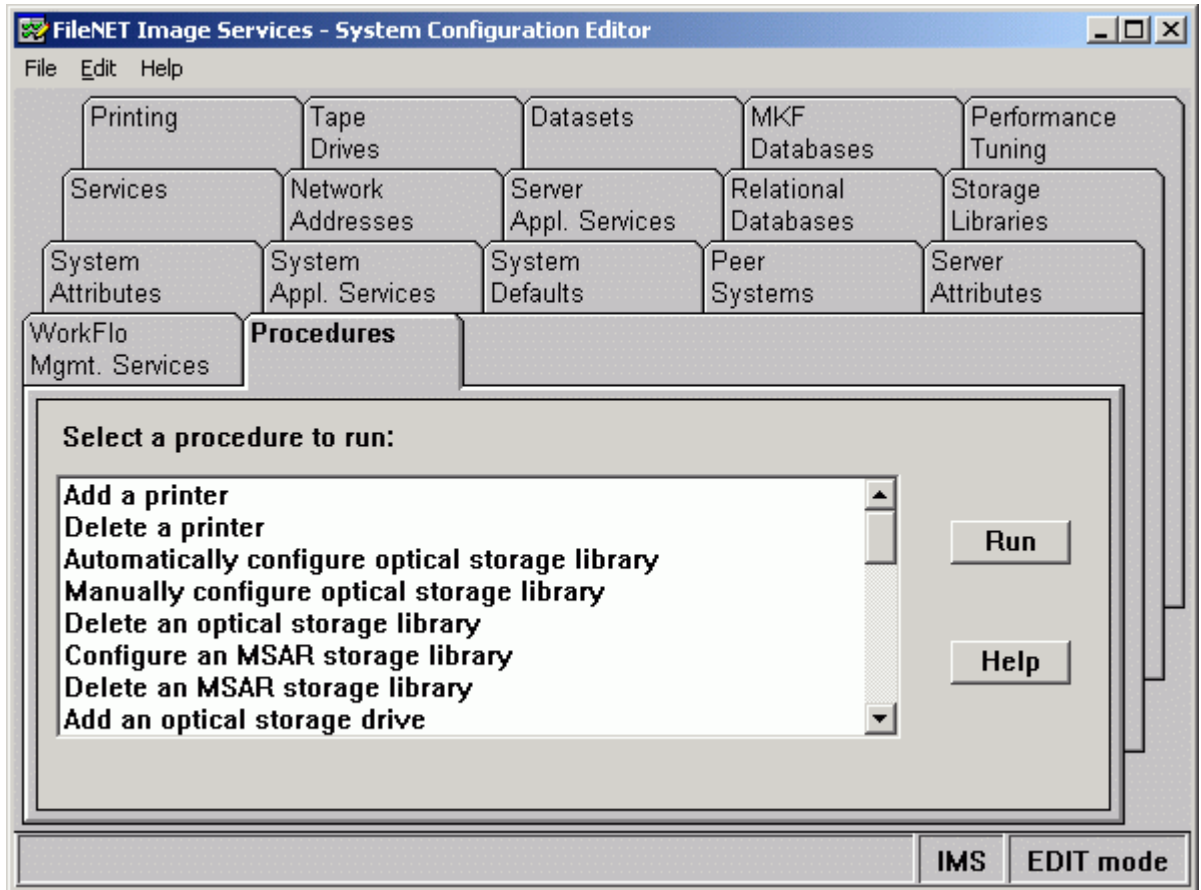 FileNET Image Services - System Configuration Editor
File Edit Help
Printing
Tape
Drives
Datasets
MKF
Databases
Performance
Tuning
Services
Network
Addresses
Server
Appl. Services
Relational
Databases
Storage
Libraries
System
Attributes
System
Appl. Services
System
Defaults
Peer
Systems
Server
Attributes
WorkFlo
Mgmt. Services
Procedures
Select a procedure to run:
Add a printer
Delete a printer
Automatically configure optical storage library
Manually configure optical storage library
Delete an optical storage library
Configure an MSAR storage library
Delete an MSAR storage library
Add an optical storage drive
Run
Help
IMS
EDIT mode